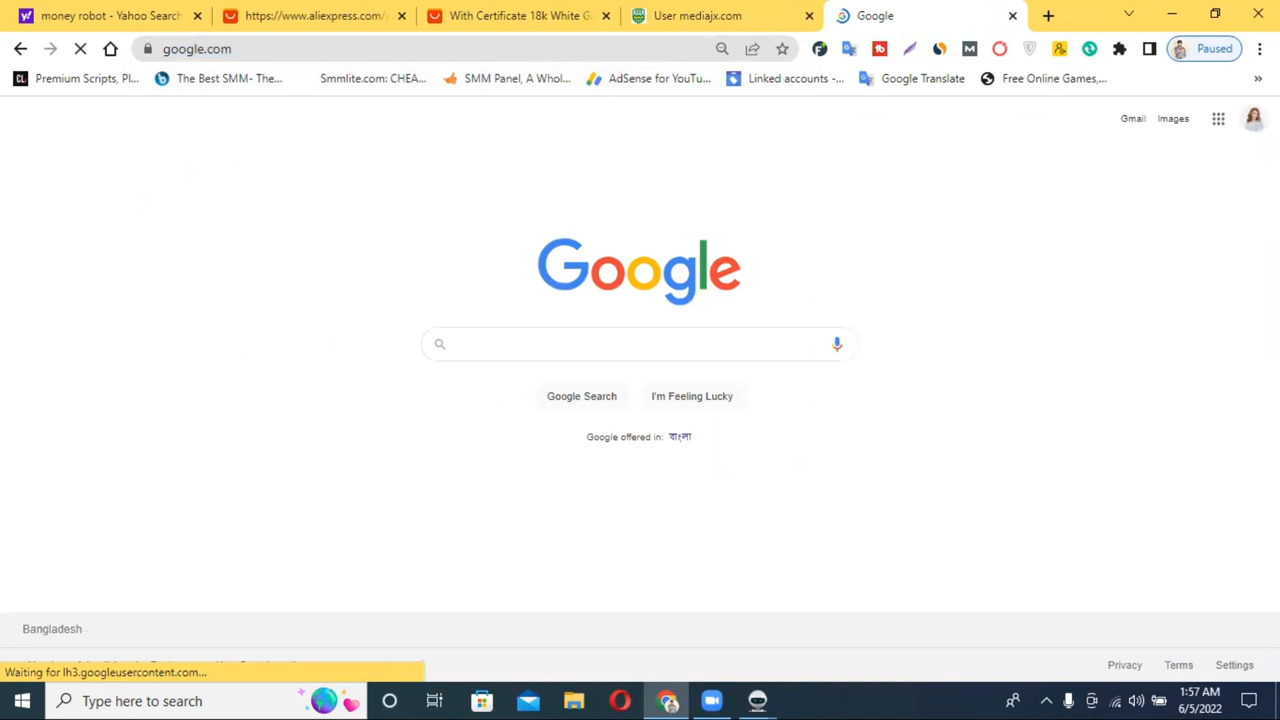 money robot - Yahoo Search
https://www.aliexpress.com/
With Certificate 18k White G
User mediajx.com
Google
google.com
Paused
Premium Scripts, Pl...
The Best SMM- The...
Smmlite.com: CHEA...
SMM Panel, A Whol...
AdSense for YouTu...
Linked accounts -...
Google Translate
Free Online Games,...
Gmail
Images
Google
Google Search
I'm Feeling Lucky
Google offered in: বাংলা
Bangladesh
Privacy
Terms
Settings
Waiting for lh3.googleusercontent.com...
Type here to search
1:57 AM
6/5/2022